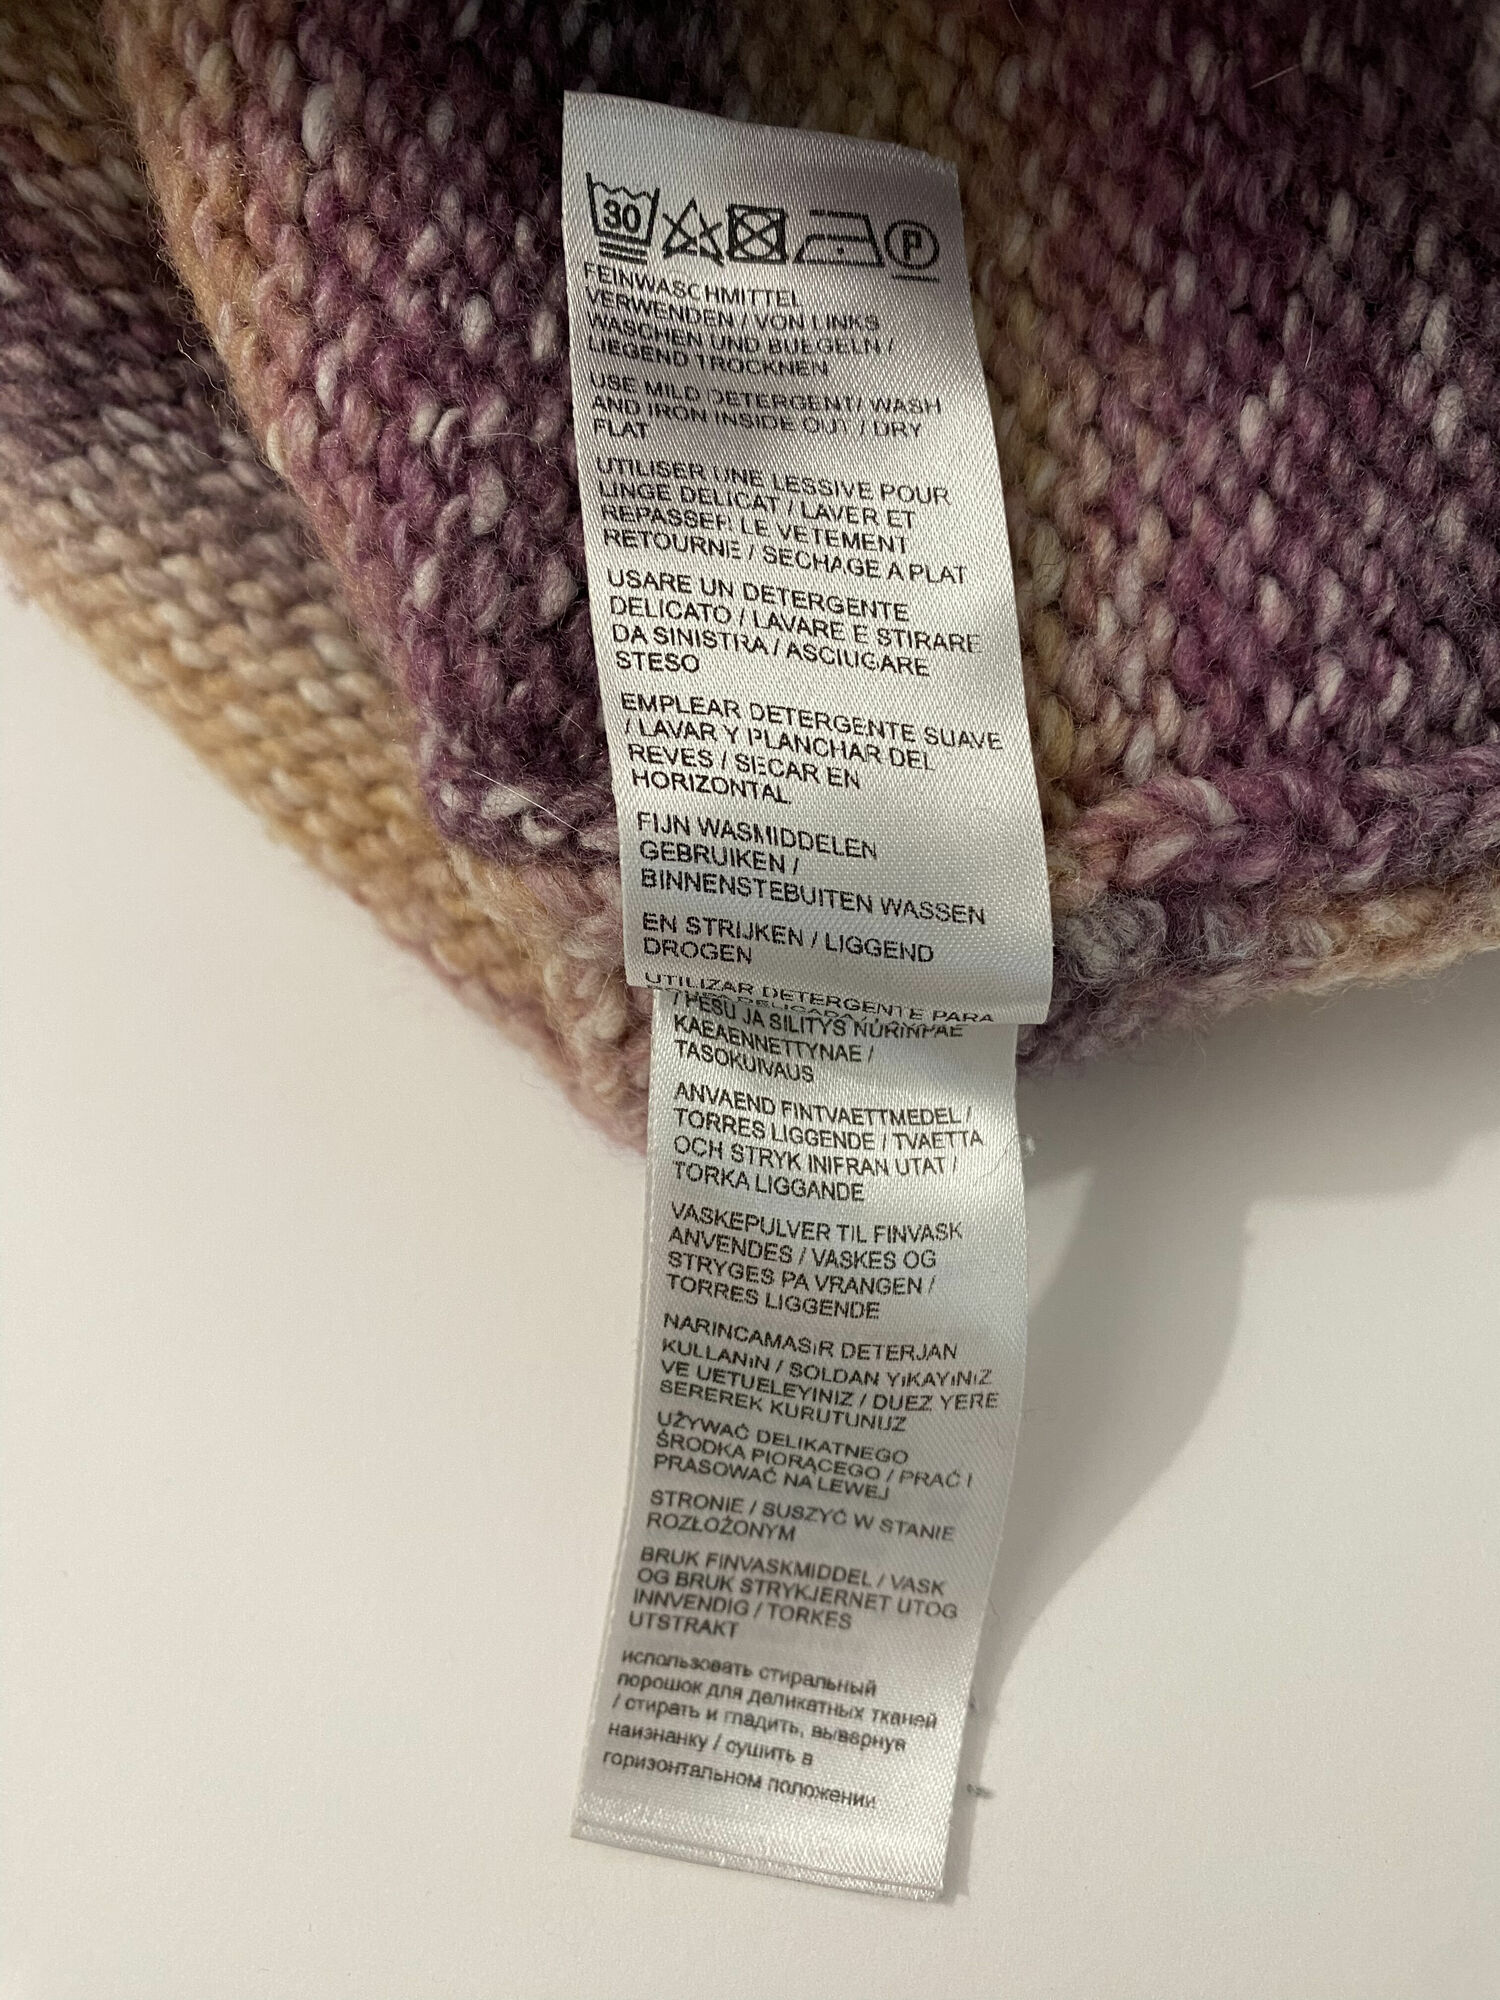 30 P
FEINWASCHMITTEL
VERWENDEN / VON LINKS
WASCHEN UND BUEGELN /
LIEGEND TROCKNEN
USE MILD DETERGENT/ WASH
AND IRON INSIDE OUT / DRY
FLAT
UTILISER UNE LESSIVE POUR
LINGE DELICAT / LAVER ET
REPASSER LE VETEMENT
RETOURNE / SECHAGE A PLAT
USARE UN DETERGENTE
DELICATO / LAVARE E STIRARE
DA SINISTRA / ASCIUGARE
STESO
EMPLEAR DETERGENTE SUAVE
/ LAVAR Y PLANCHAR DEL
REVES / SECAR EN
HORIZONTAL
FIJN WASMIDDELEN
GEBRUIKEN /
BINNENSTEBUITEN WASSEN
EN STRIJKEN / LIGGEND
DROGEN
UTILIZAR DETERGENTE PARA
/ PESU JA SILITYS NURINPAE
KAEAENNETTYNAE /
TASOKUIVAUS
ANVAEND FINTVAETTMEDEL /
TORRES LIGGENDE / TVAETTA
OCH STRYK INIFRAN UTAT /
TORKA LIGGANDE
VASKEPULVER TIL FINVASK
ANVENDES / VASKES OG
STRYGES PA VRANGEN /
TORRES LIGGENDE
NARINCAMASiR DETERJAN
KULLANiN / SOLDAN YiKAYiNiZ
VE UETUELEYINIZ / DUEZ YERE
SEREREK KURUTUNUZ
UŻYWAĆ DELIKATNEGO
ŚRODKA PIORĄCEGO / PRAĆ I
PRASOWAĆ NA LEWEJ
STRONIE / SUSZYĆ W STANIE
ROZŁOŻONYM
BRUK FINVASKMIDDEL / VASK
OG BRUK STRYKJERNET UTOG
INNVENDIG / TORKES
UTSTRAKT
использовать стиральный
порошок для деликатных тканей
/ стирать и гладить, вывернув
наизнанку / сушить в
горизонтальном положении